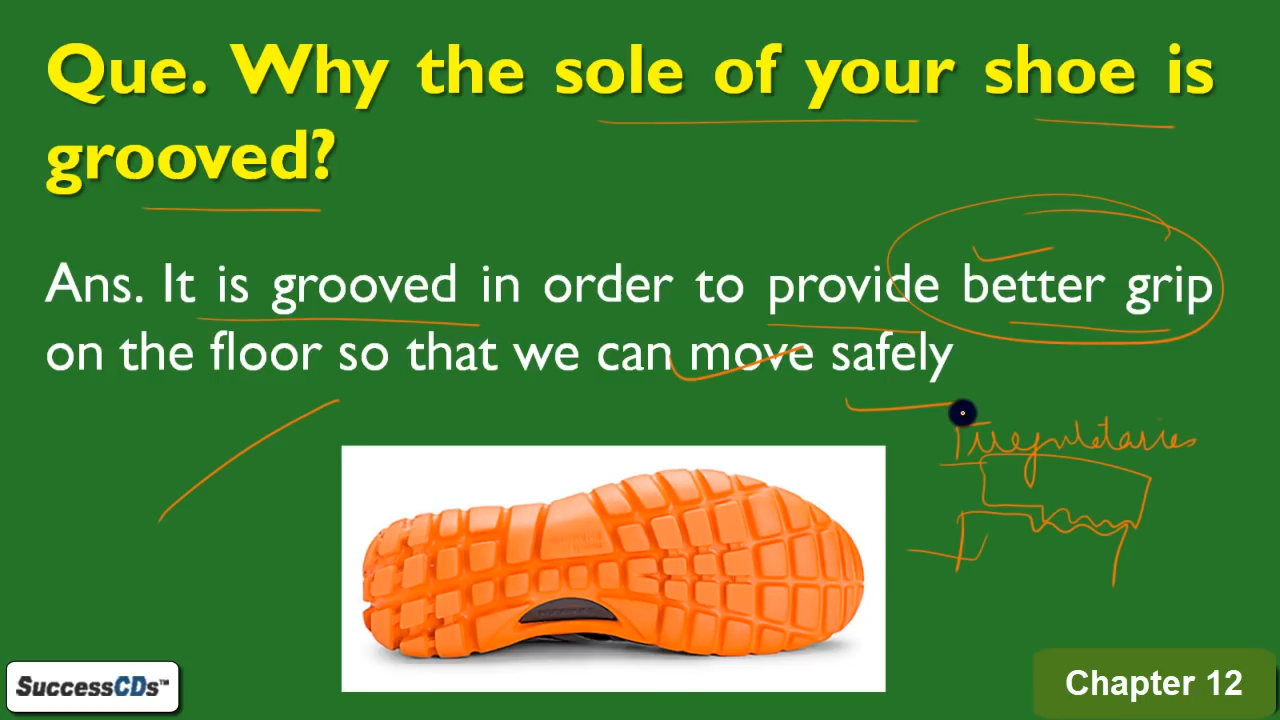 Que. Why the sole of your shoe is
grooved?
Ans. It is grooved in order to provide better grip
on the floor so that we can move safely
Irregularties
SuccessCDs™
Chapter 12